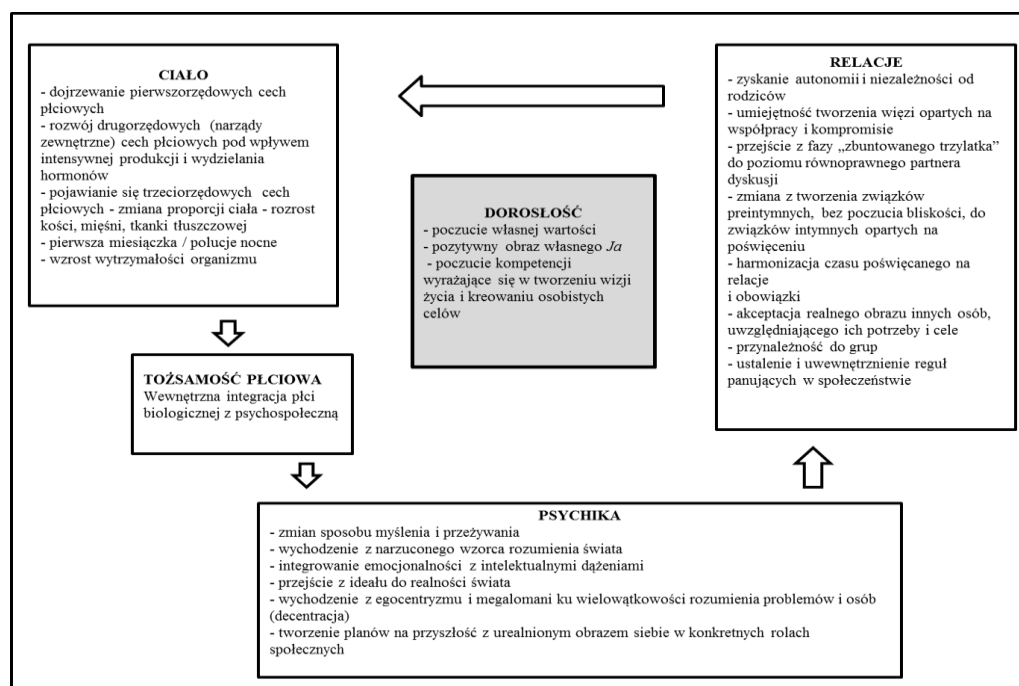 CIAŁO
- dojrzewanie pierwszorzędowych cech
płciowych
- rozwój drugorzędowych (narządy
zewnętrzne) cech płciowych pod wpływem
intensywnej produkcji i wydzielania
hormonów
- pojawianie się trzeciorzędowych cech
płciowych - zmiana proporcji ciała - rozrost
kości, mięśni, tkanki tłuszczowej
- pierwsza miesiączka / polucje nocne
- wzrost wytrzymałości organizmu
TOŻSAMOŚĆ PŁCIOWA
Wewnętrzna integracja płci
biologicznej z psychospołeczną
PSYCHIKA
- zmian sposobu myślenia i przeżywania
- wychodzenie z narzuconego wzorca rozumienia świata
- integrowanie emocjonalności z intelektualnymi dążeniami
- przejście z ideału do realności świata
- wychodzenie z egocentryzmu i megalomani ku wielowątkowości rozumienia problemów i osób
(decentracja)
- tworzenie planów na przyszłość z urealnionym obrazem siebie w konkretnych rolach
społecznych
RELACJE
- zyskanie autonomii i niezależności od
rodziców
- umiejętność tworzenia więzi opartych na
współpracy i kompromisie
- przejście z fazy „zbuntowanego trzylatka”
do poziomu równoprawnego partnera
dyskusji
- zmiana z tworzenia związków
preintymnych, bez poczucia bliskości, do
związków intymnych opartych na
poświęceniu
- harmonizacja czasu poświęcanego na
relacje
i obowiązki
- akceptacja realnego obrazu innych osób,
uwzględniającego ich potrzeby i cele
- przynależność do grup
- ustalenie i uwewnętrznienie reguł
panujących w społeczeństwie
DOROSŁOŚĆ
- poczucie własnej wartości
- pozytywny obraz własnego Ja
- poczucie kompetencji
wyrażające się w tworzeniu wizji
życia i kreowaniu osobistych
celów